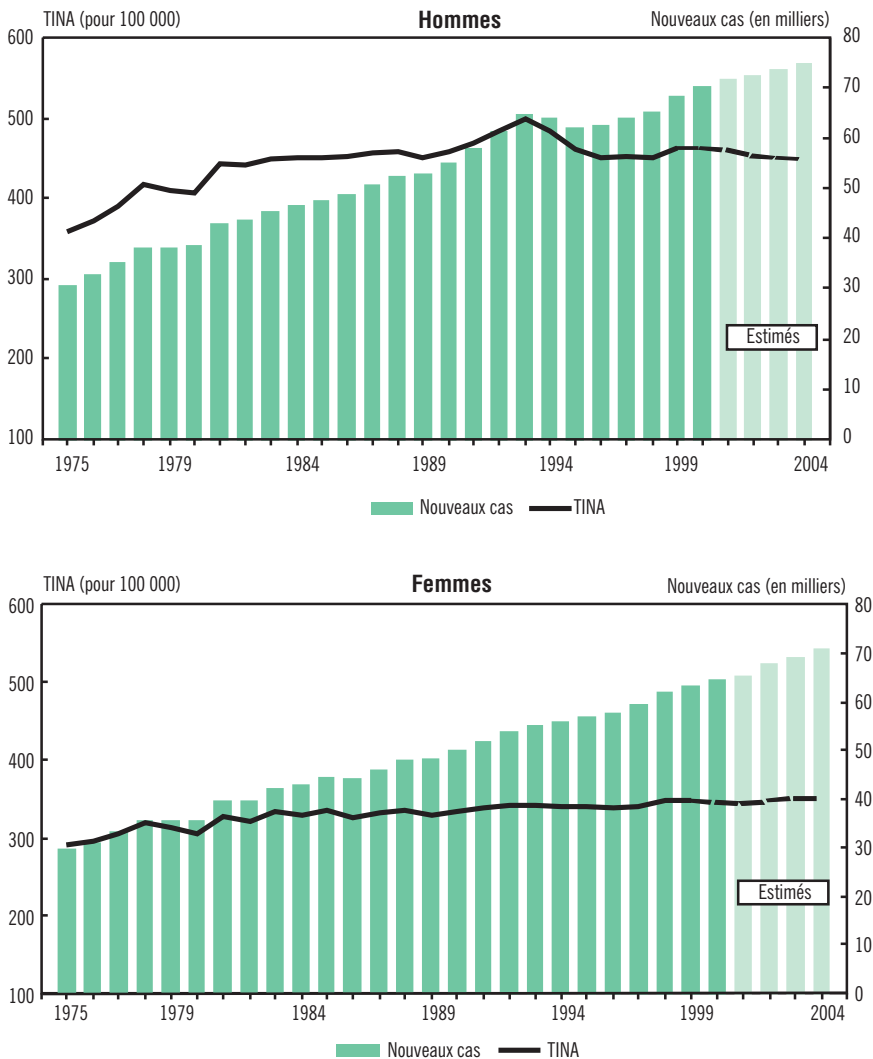 TINA (pour 100 000) Hommes Nouveaux cas (en milliers)
600 80
70
500
60
400 50
40
300
30
Estimés
200 20
10
100 0
1975 1979 1984 1989 1994 1999 2004
Nouveaux cas TINA
TINA (pour 100 000) Femmes Nouveaux cas (en milliers)
600 80
70
500
60
400 50
40
300
30
Estimés
200 20
10
100 0
1975 1979 1984 1989 1994 1999 2004
Nouveaux cas TINA